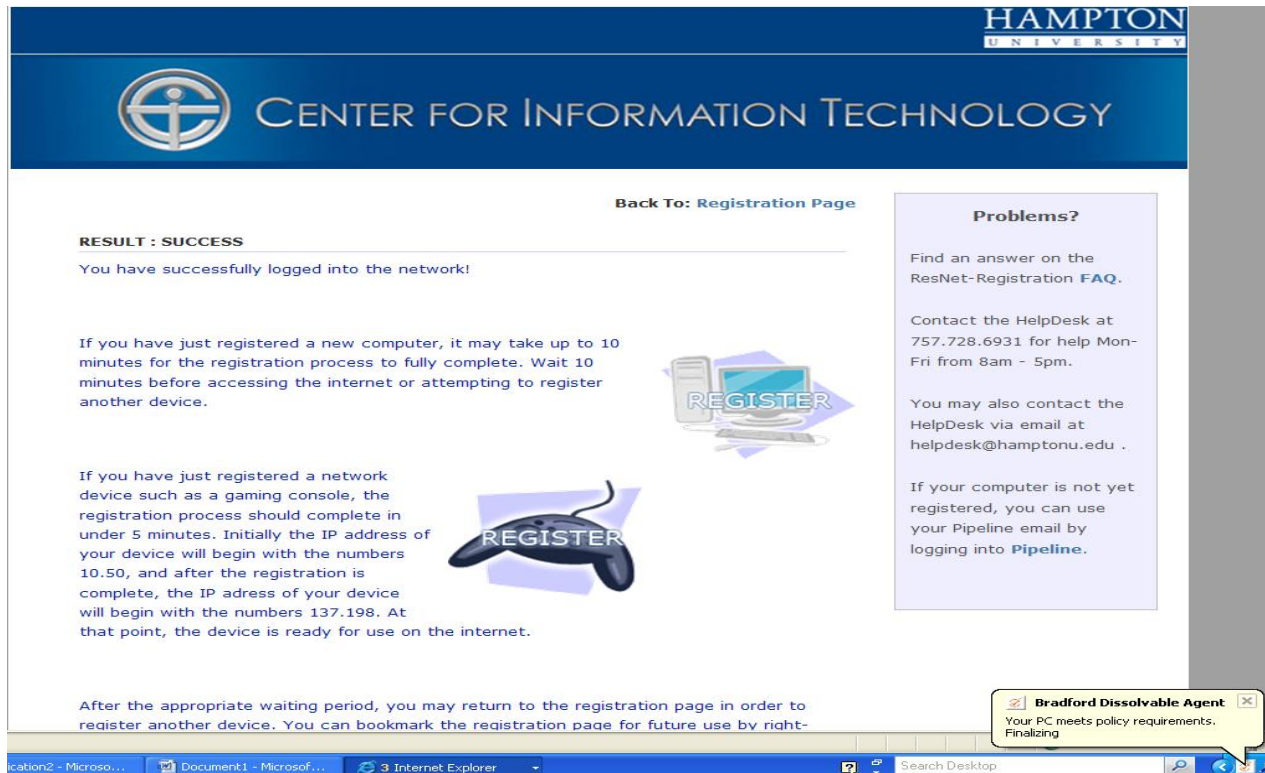 HAMPTON
UNIVERSITY
CENTER FOR INFORMATION TECHNOLOGY
Back To: Registration Page
RESULT : SUCCESS
You have successfully logged into the network!
If you have just registered a new computer, it may take up to 10
minutes for the registration process to fully complete. Wait 10
minutes before accessing the internet or attempting to register
another device.
REGISTER
If you have just registered a network
device such as a gaming console, the
registration process should complete in
under 5 minutes. Initially the IP address of
your device will begin with the numbers
10.50, and after the registration is
complete, the IP adress of your device
will begin with the numbers 137.198. At
that point, the device is ready for use on the internet.
REGISTER
After the appropriate waiting period, you may return to the registration page in order to
register another device. You can bookmark the registration page for future use by right-
Problems?
Find an answer on the
ResNet-Registration FAQ.
Contact the HelpDesk at
757.728.6931 for help Mon-
Fri from 8am - 5pm.
You may also contact the
HelpDesk via email at
helpdesk@hamptonu.edu .
If your computer is not yet
registered, you can use
your Pipeline email by
logging into Pipeline.
Bradford Dissolvable Agent
Your PC meets policy requirements.
Finalizing
ication2 - Microso... Document1 - Microsof... 3 Internet Explorer ? Search Desktop